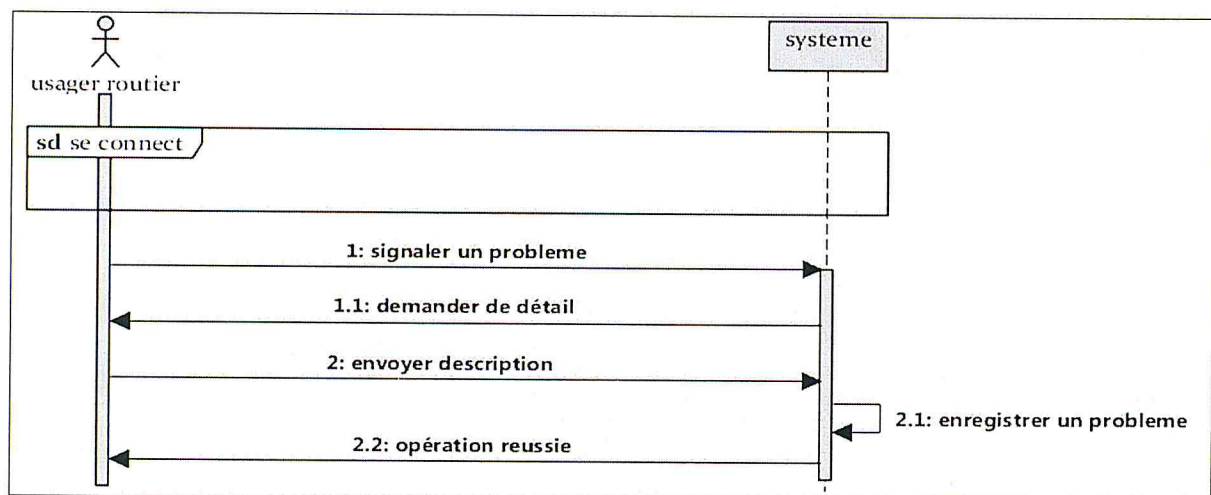 systeme
usager routier
sd se connect
1: signaler un probleme
1.1: demander de détail
2: envoyer description
2.1: enregistrer un probleme
2.2: opération reussie